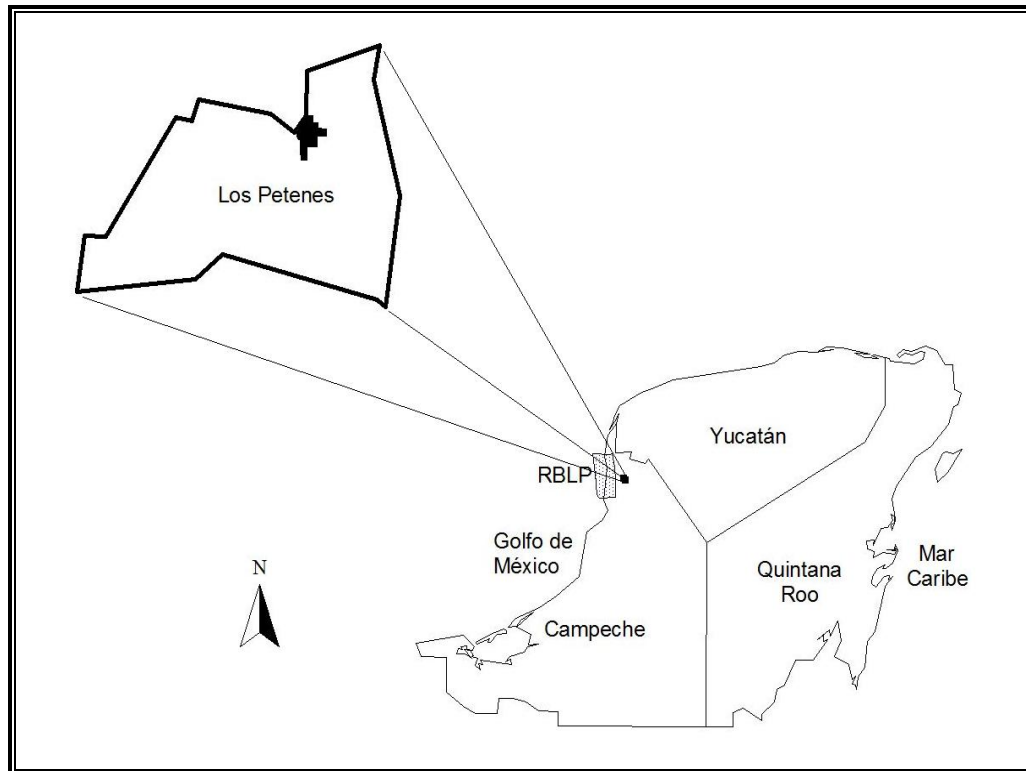 Los Petenes
Yucatán
RBLP
Golfo de
México
Quintana
Roo
Mar
Caribe
N
Campeche